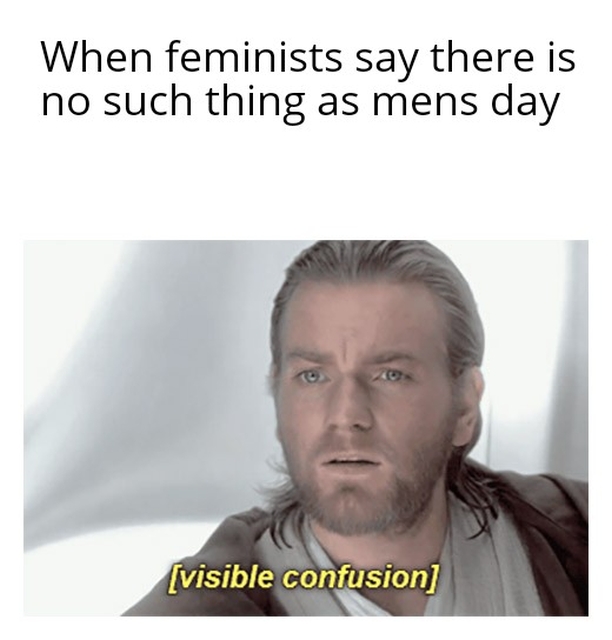 When feminists say there is
no such thing as mens day
[visible confusion]